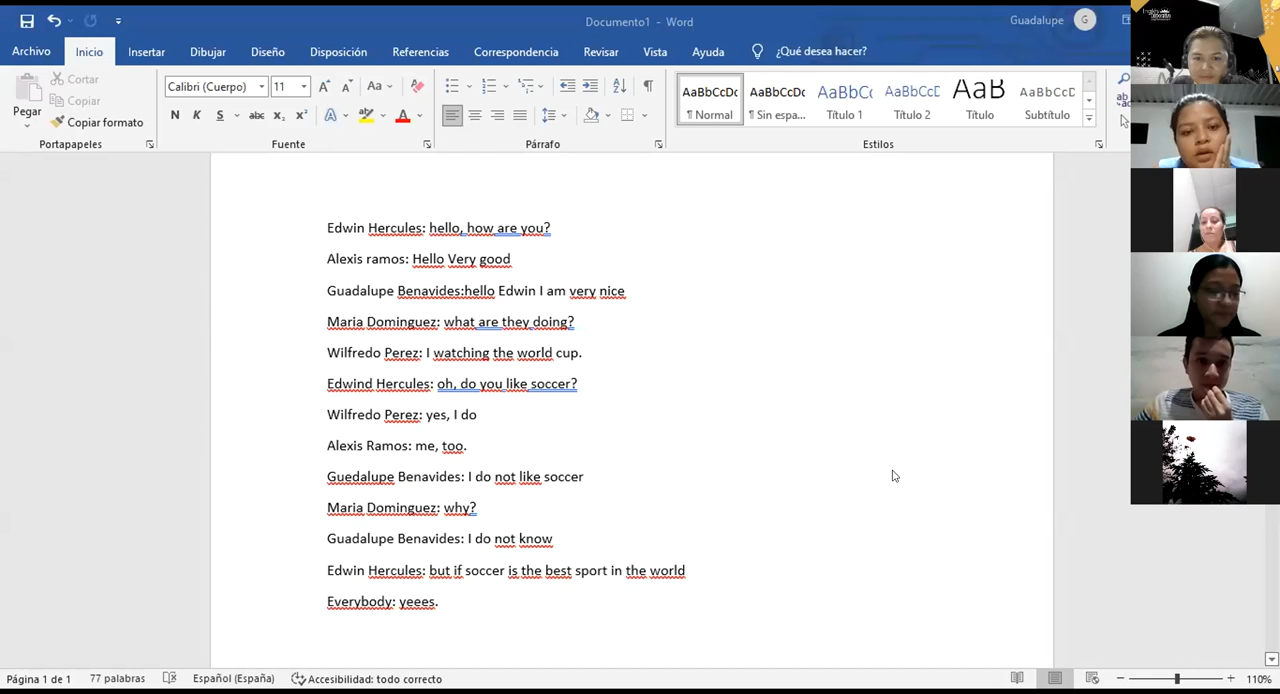 Documento1 - Word
Guadalupe G
Archivo Inicio Insertar Dibujar Diseño Disposición Referencias Correspondencia Revisar Vista Ayuda ¿Qué desea hacer?
Pegar
Cortar
Copiar
Copiar formato
Portapapeles
Calibri (Cuerpo) 11 Aa
N K S abc x₂ x² A A
Fuente
Párrafo
AaBbCcDc AaBbCcDc AaBbCc AaBbCcD AaB AaBbCcD
¶ Normal ¶ Sin espa... Título 1 Título 2 Título Subtítulo
Estilos
Edwin Hercules: hello, how are you?
Alexis ramos: Hello Very good
Guadalupe Benavides:hello Edwin I am very nice
Maria Dominguez: what are they doing?
Wilfredo Perez: I watching the world cup.
Edwind Hercules: oh, do you like soccer?
Wilfredo Perez: yes, I do
Alexis Ramos: me, too.
Guedalupe Benavides: I do not like soccer
Maria Dominguez: why?
Guadalupe Benavides: I do not know
Edwin Hercules: but if soccer is the best sport in the world
Everybody: yeees.
Página 1 de 1 77 palabras Español (España) Accesibilidad: todo correcto 110%